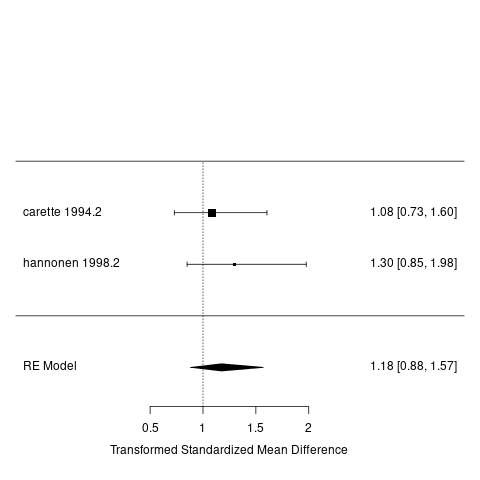 carette 1994.2 1.08 [0.73, 1.60]
hannonen 1998.2 1.30 [0.85, 1.98]
RE Model 1.18 [0.88, 1.57]
0.5 1 1.5 2
Transformed Standardized Mean Difference